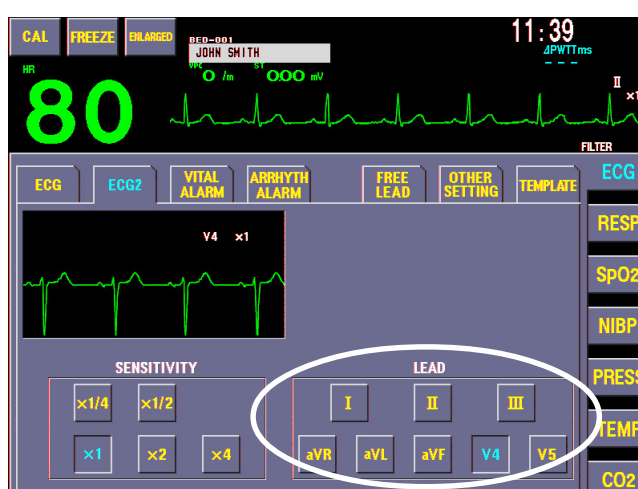 CAL FREEZE ENLARGED
BED-001
JOHN SMITH
11:39
ΔPWTT ms
- - -
HR
80
VPC
0 /m
ST
0.00 mV
II
×1
FILTER
ECG ECG2 VITAL ALARM ARRHYTH ALARM FREE LEAD OTHER SETTING TEMPLATE
ECG
RESP
SpO2
NIBP
PRESS
TEMP
CO2
V4 ×1
SENSITIVITY
×1/4 ×1/2
×1 ×2 ×4
LEAD
I II III
aVR aVL aVF V4 V5